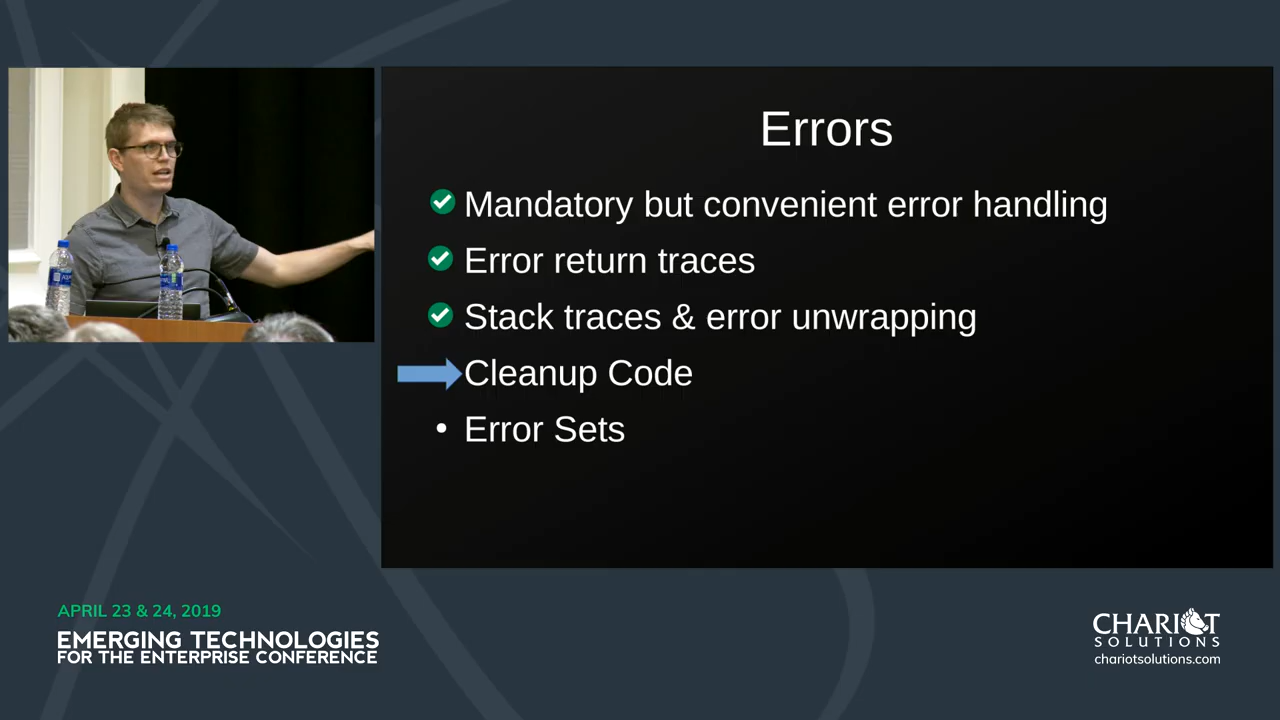 Errors
Mandatory but convenient error handling
Error return traces
Stack traces & error unwrapping
Cleanup Code
Error Sets
APRIL 23 & 24, 2019
EMERGING TECHNOLOGIES
FOR THE ENTERPRISE CONFERENCE
CHARIOT
SOLUTIONS
chariotsolutions.com